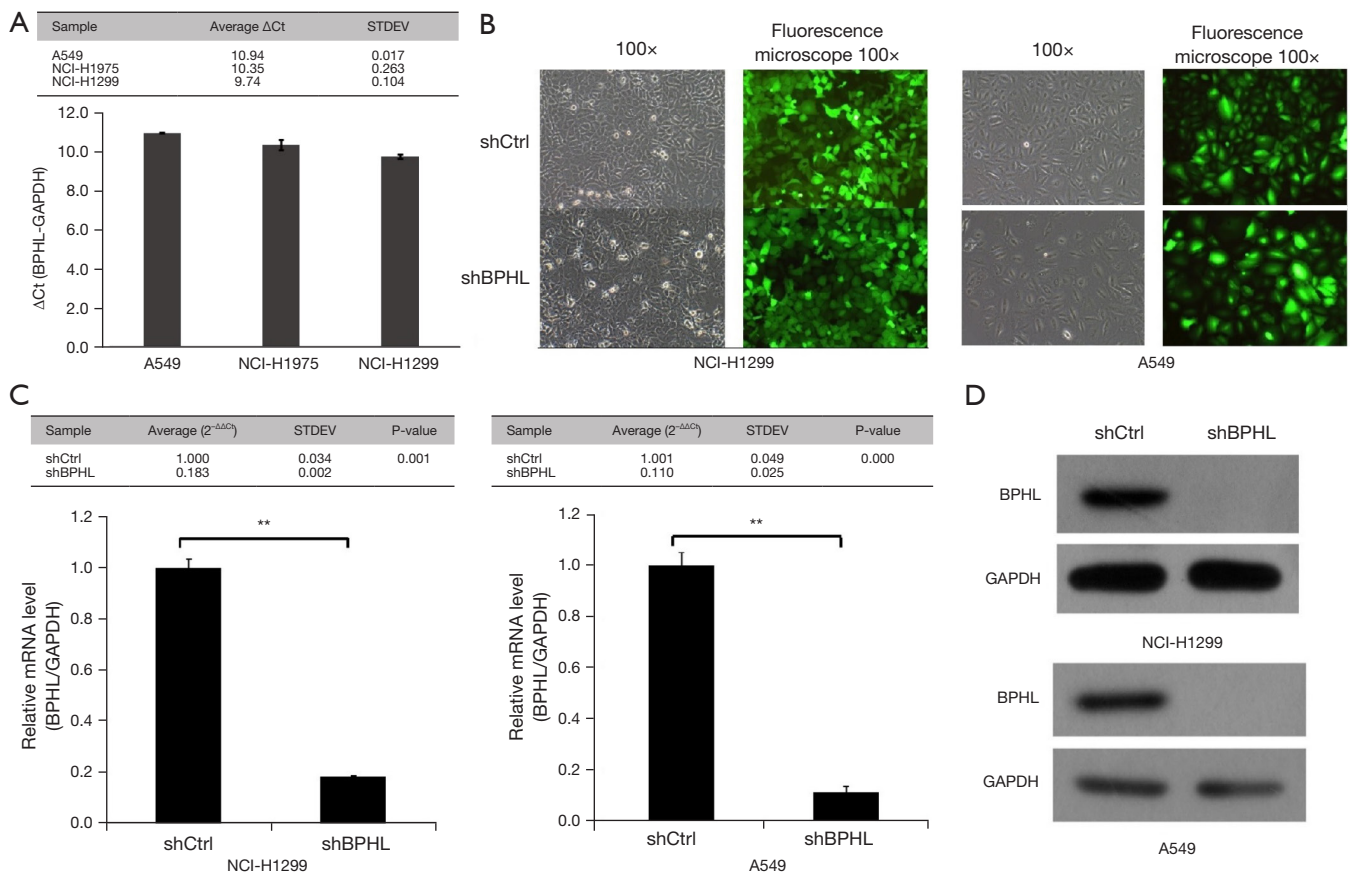 A
Sample Average ΔCt STDEV
A549 10.94 0.017
NCI-H1975 10.35 0.263
NCI-H1299 9.74 0.104
12.0
10.0
8.0
6.0
4.0
2.0
0.0
ΔCt (BPHL-GAPDH)
A549 NCI-H1975 NCI-H1299
B
100× Fluorescence
microscope 100×
100× Fluorescence
microscope 100×
shCtrl
shBPHL
NCI-H1299 A549
C
Sample Average (2⁻ΔΔCt) STDEV P-value
shCtrl 1.000 0.034 0.001
shBPHL 0.183 0.002
1.2
1.0
0.8
0.6
0.4
0.2
0.0
Relative mRNA level
(BPHL/GAPDH)
**
shCtrl shBPHL
NCI-H1299
Sample Average (2⁻ΔΔCt) STDEV P-value
shCtrl 1.001 0.049 0.000
shBPHL 0.110 0.025
1.2
1.0
0.8
0.6
0.4
0.2
0.0
Relative mRNA level
(BPHL/GAPDH)
**
shCtrl shBPHL
A549
D
shCtrl shBPHL
BPHL
GAPDH
NCI-H1299
BPHL
GAPDH
A549